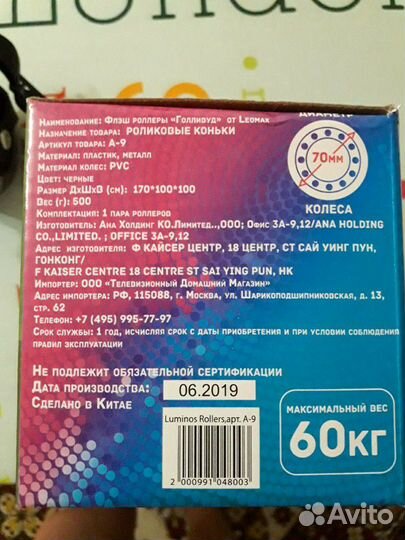 Наименование: Флэш роллеры "Голливуд" от Leomax
Назначение товара: РОЛИКОВЫЕ КОНЬКИ
Артикул товара: А-9
Материал: пластик, металл
Материал колес: PVC
Цвет: черные
Размер ДхШхВ (см): 170*100*100
Вес (г): 500
Комплектация: 1 пара роллеров
Изготовитель: Ана Холдинг КО.Лимитед.,ООО; Офис 3А-9,12/ANA HOLDING
CO.,LIMITED. ; OFFICE 3A-9,12
Адрес изготовителя: Ф КАЙСЕР ЦЕНТР, 18 ЦЕНТР, СТ САЙ УИНГ ПУН,
ГОНКОНГ/
F KAISER CENTRE 18 CENTRE ST SAI YING PUN, HK
Импортер: ООО "Телевизионный Домашний Магазин"
Адрес импортера: РФ, 115088, г. Москва, ул. Шарикоподшипниковская, д. 13,
стр. 62
Телефон: +7 (495) 995-77-97
Срок службы: 1 год, исчисляя срок с даты приобретения и при условии соблюдения
правил эксплуатации
ДИАМЕТР
70мм
КОЛЕСА
Не подлежит обязательной сертификации
Дата производства: 06.2019
Сделано в Китае
Luminos Rollers,арт. А-9
2 000991 048003
МАКСИМАЛЬНЫЙ ВЕС
60кг
Avito